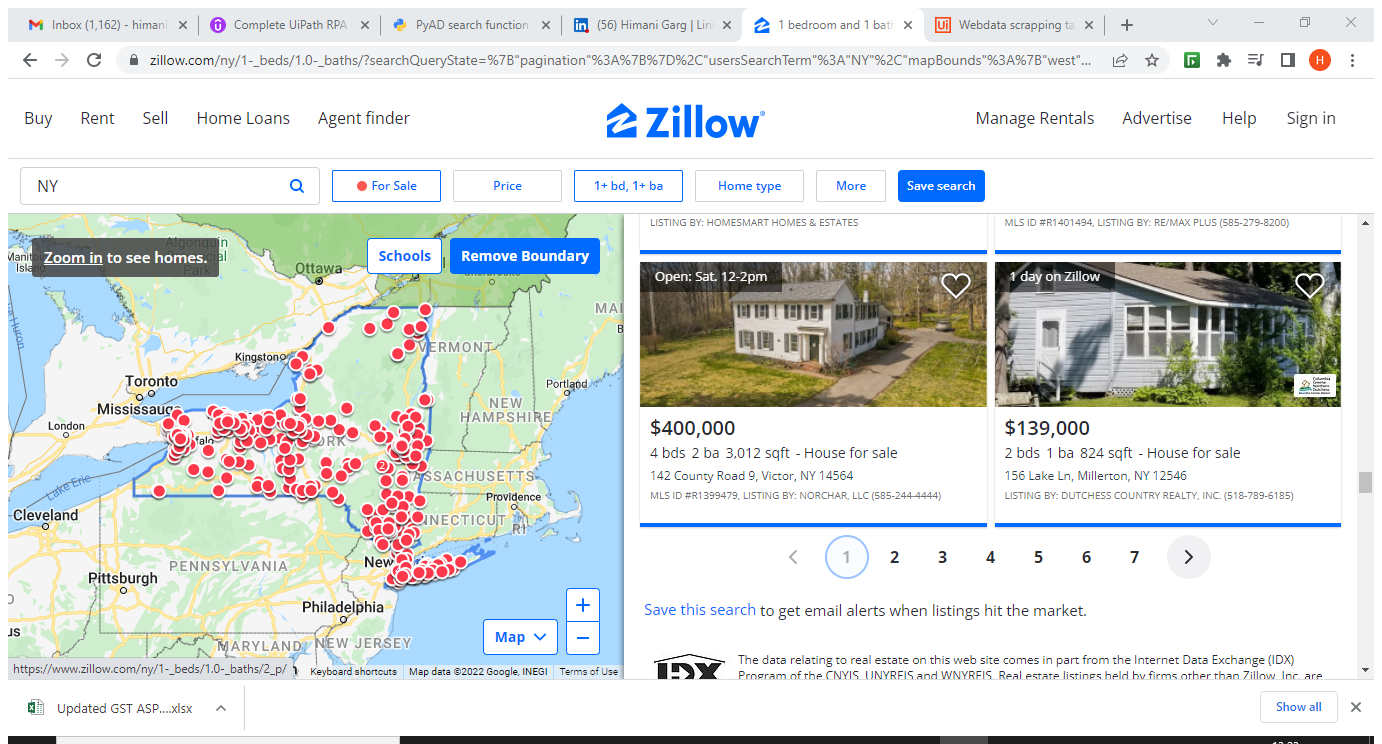 Inbox (1,162) - himani
Complete UiPath RPA
PyAD search function
(56) Himani Garg | Lin
1 bedroom and 1 bath
Webdata scrapping ta
zillow.com/ny/1-_beds/1.0-_baths/?searchQueryState=%7B"pagination"%3A%7B%7D%2C"usersSearchTerm"%3A"NY"%2C"mapBounds"%3A%7B"west"...
H
Buy Rent Sell Home Loans Agent finder
Zillow
Manage Rentals Advertise Help Sign in
NY
For Sale
Price
1+ bd, 1+ ba
Home type
More
Save search
Zoom in to see homes.
Schools
Remove Boundary
Algonquin
Park
Island
Ottawa
MAI
VERMONT
Kingston
Toronto
Portland
Mississau
NEW
HAMPSHIRE
London
falo
ORK
2
ASSACHUSETTS
Lake Erie
Providence
Cleveland
NNECTICUT
RI
New
PENNSYLVANIA
Pittsburgh
Philadelphia
MARYLAND
NEW JERSEY
Map
+
−
https://www.zillow.com/ny/1-_beds/1.0-_baths/2_p/
Keyboard shortcuts
Map data ©2022 Google, INEGI
Terms of Use
LISTING BY: HOMESMART HOMES & ESTATES
MLS ID #R1401494, LISTING BY: RE/MAX PLUS (585-279-8200)
Open: Sat. 12-2pm
$400,000
4 bds 2 ba 3,012 sqft - House for sale
142 County Road 9, Victor, NY 14564
MLS ID #R1399479, LISTING BY: NORCHAR, LLC (585-244-4444)
1 day on Zillow
$139,000
2 bds 1 ba 824 sqft - House for sale
156 Lake Ln, Millerton, NY 12546
LISTING BY: DUTCHESS COUNTRY REALTY, INC. (518-789-6185)
1 2 3 4 5 6 7
Save this search to get email alerts when listings hit the market.
IDX
The data relating to real estate on this web site comes in part from the Internet Data Exchange (IDX)
Program of the CNYIS, UNYREIS and WNYREIS. Real estate listings held by firms other than Zillow, Inc. are
Updated GST ASP....xlsx
Show all